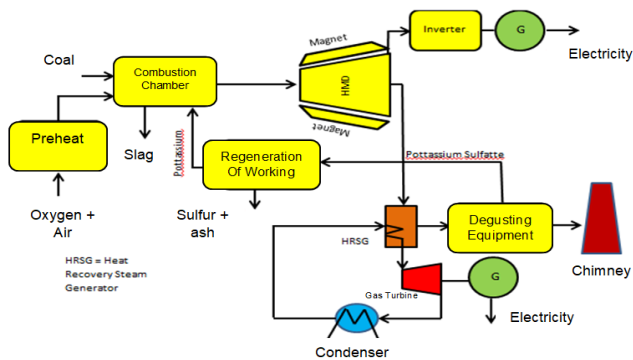 Magnet
Inverter
G
Electricity
Coal
Combustion
Chamber
HMD
Magnet
Preheat
Slag
Pottassium
Regeneration
Of Working
Pottassium Sulfatte
Oxygen +
Air
Sulfur +
ash
HRSG
Degusting
Equipment
Chimney
HRSG = Heat
Recovery Steam
Generator
Gas Turbine
G
Electricity
Condenser